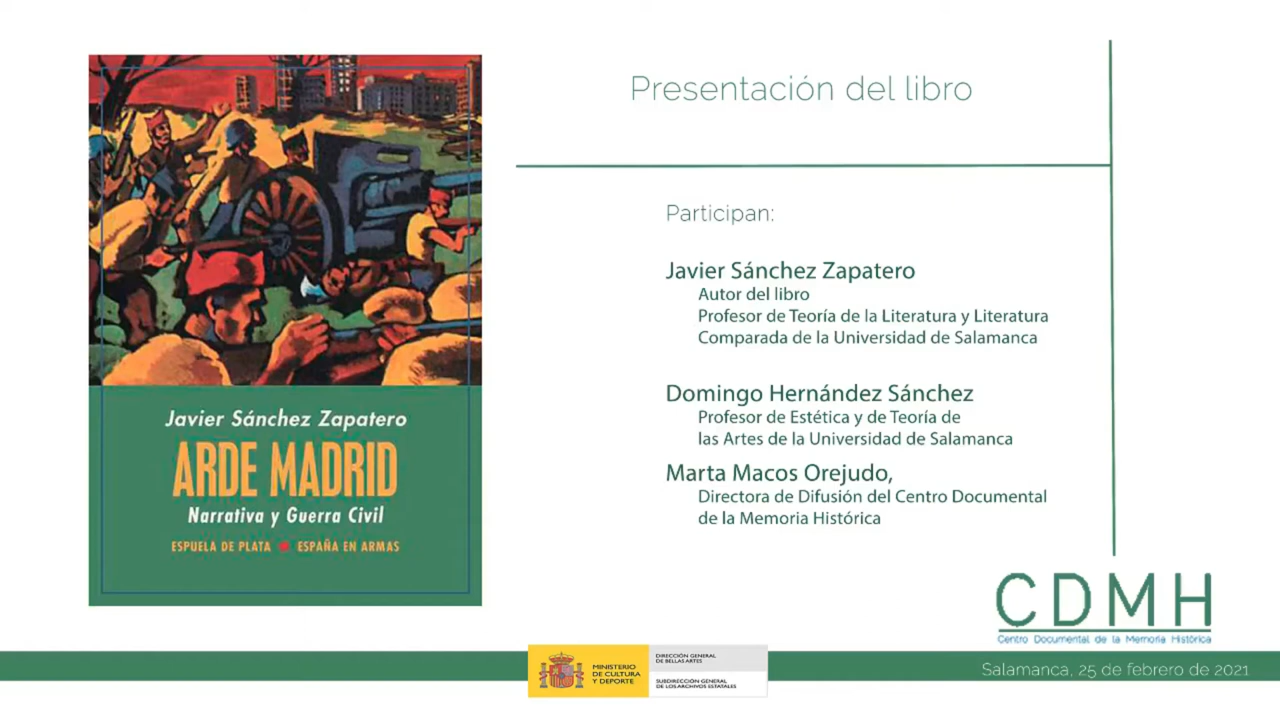 Presentación del libro
Participan:
Javier Sánchez Zapatero
Autor del libro
Profesor de Teoría de la Literatura y Literatura
Comparada de la Universidad de Salamanca
Domingo Hernández Sánchez
Profesor de Estética y de Teoría de
las Artes de la Universidad de Salamanca
Marta Macos Orejudo,
Directora de Difusión del Centro Documental
de la Memoria Histórica
Javier Sánchez Zapatero
ARDE MADRID
Narrativa y Guerra Civil
ESPUELA DE PLATA ESPAÑA EN ARMAS
CDMH
Centro Documental de la Memoria Histórica
MINISTERIO
DE CULTURA
Y DEPORTE
DIRECCIÓN GENERAL
DE BELLAS ARTES
SUBDIRECCIÓN GENERAL
DE LOS ARCHIVOS ESTATALES
Salamanca, 25 de febrero de 2021